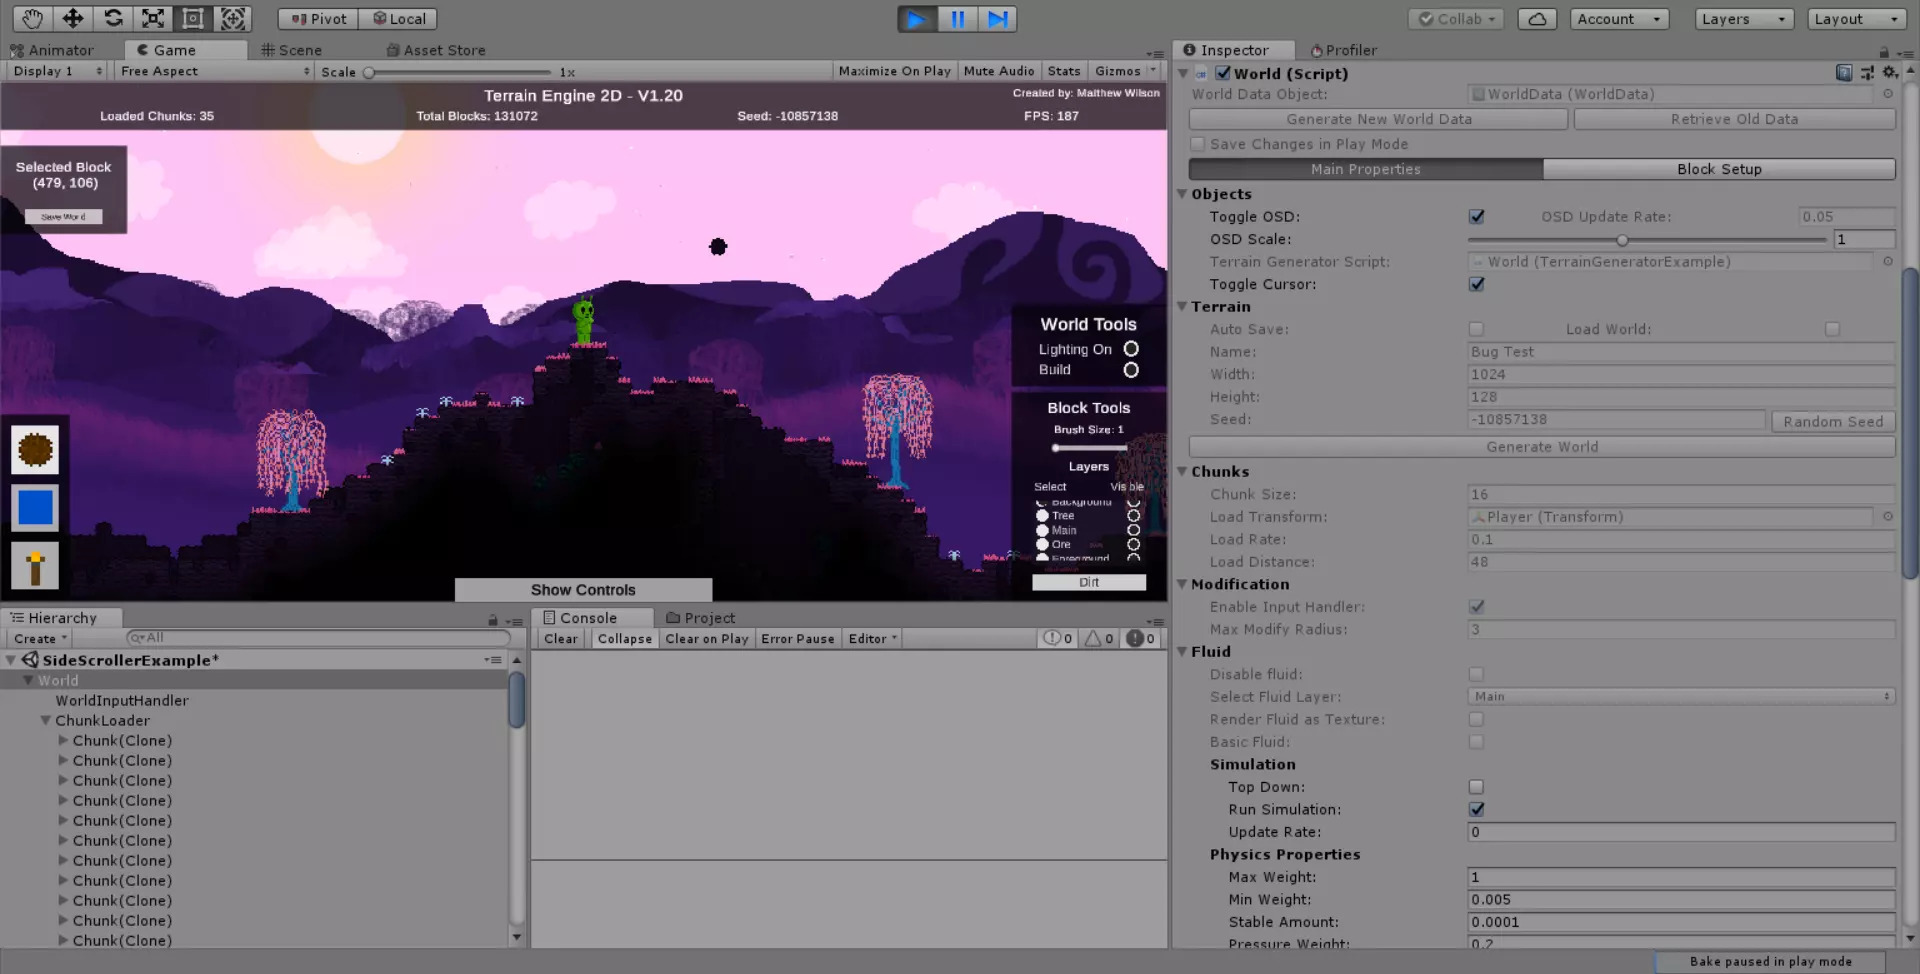 Pivot Local Collab Account Layers Layout
Animator Game Scene Asset Store Inspector Profiler
Display 1 Free Aspect Scale 1x Maximize On Play Mute Audio Stats Gizmos
Terrain Engine 2D - V1.20
Created by: Matthew Wilson
Loaded Chunks: 35 Total Blocks: 131072 Seed: -10857138 FPS: 187
Selected Block
(479, 106)
Save World
World Tools
Lighting On
Build
Block Tools
Brush Size: 1
Layers
Select Visible
Background
Tree
Main
Ore
Foreground
Dirt
Show Controls
World (Script)
World Data Object: WorldData (WorldData)
Generate New World Data Retrieve Old Data
Save Changes in Play Mode
Main Properties Block Setup
Objects
Toggle OSD: OSD Update Rate: 0.05
OSD Scale: 1
Terrain Generator Script: World (TerrainGeneratorExample)
Toggle Cursor:
Terrain
Auto Save: Load World:
Name: Bug Test
Width: 1024
Height: 128
Seed: -10857138 Random Seed
Generate World
Chunks
Chunk Size: 16
Load Transform: Player (Transform)
Load Rate: 0.1
Load Distance: 48
Modification
Enable Input Handler:
Max Modify Radius: 3
Fluid
Disable fluid:
Select Fluid Layer: Main
Render Fluid as Texture:
Basic Fluid:
Simulation
Top Down:
Run Simulation:
Update Rate: 0
Physics Properties
Max Weight: 1
Min Weight: 0.005
Stable Amount: 0.0001
Pressure Weight: 0.2
Hierarchy
Create All
SideScrollerExample*
World
WorldInputHandler
ChunkLoader
Chunk(Clone)
Chunk(Clone)
Chunk(Clone)
Chunk(Clone)
Chunk(Clone)
Chunk(Clone)
Chunk(Clone)
Chunk(Clone)
Chunk(Clone)
Chunk(Clone)
Chunk(Clone)
Console Project
Clear Collapse Clear on Play Error Pause Editor 0 0 0
Bake paused in play mode